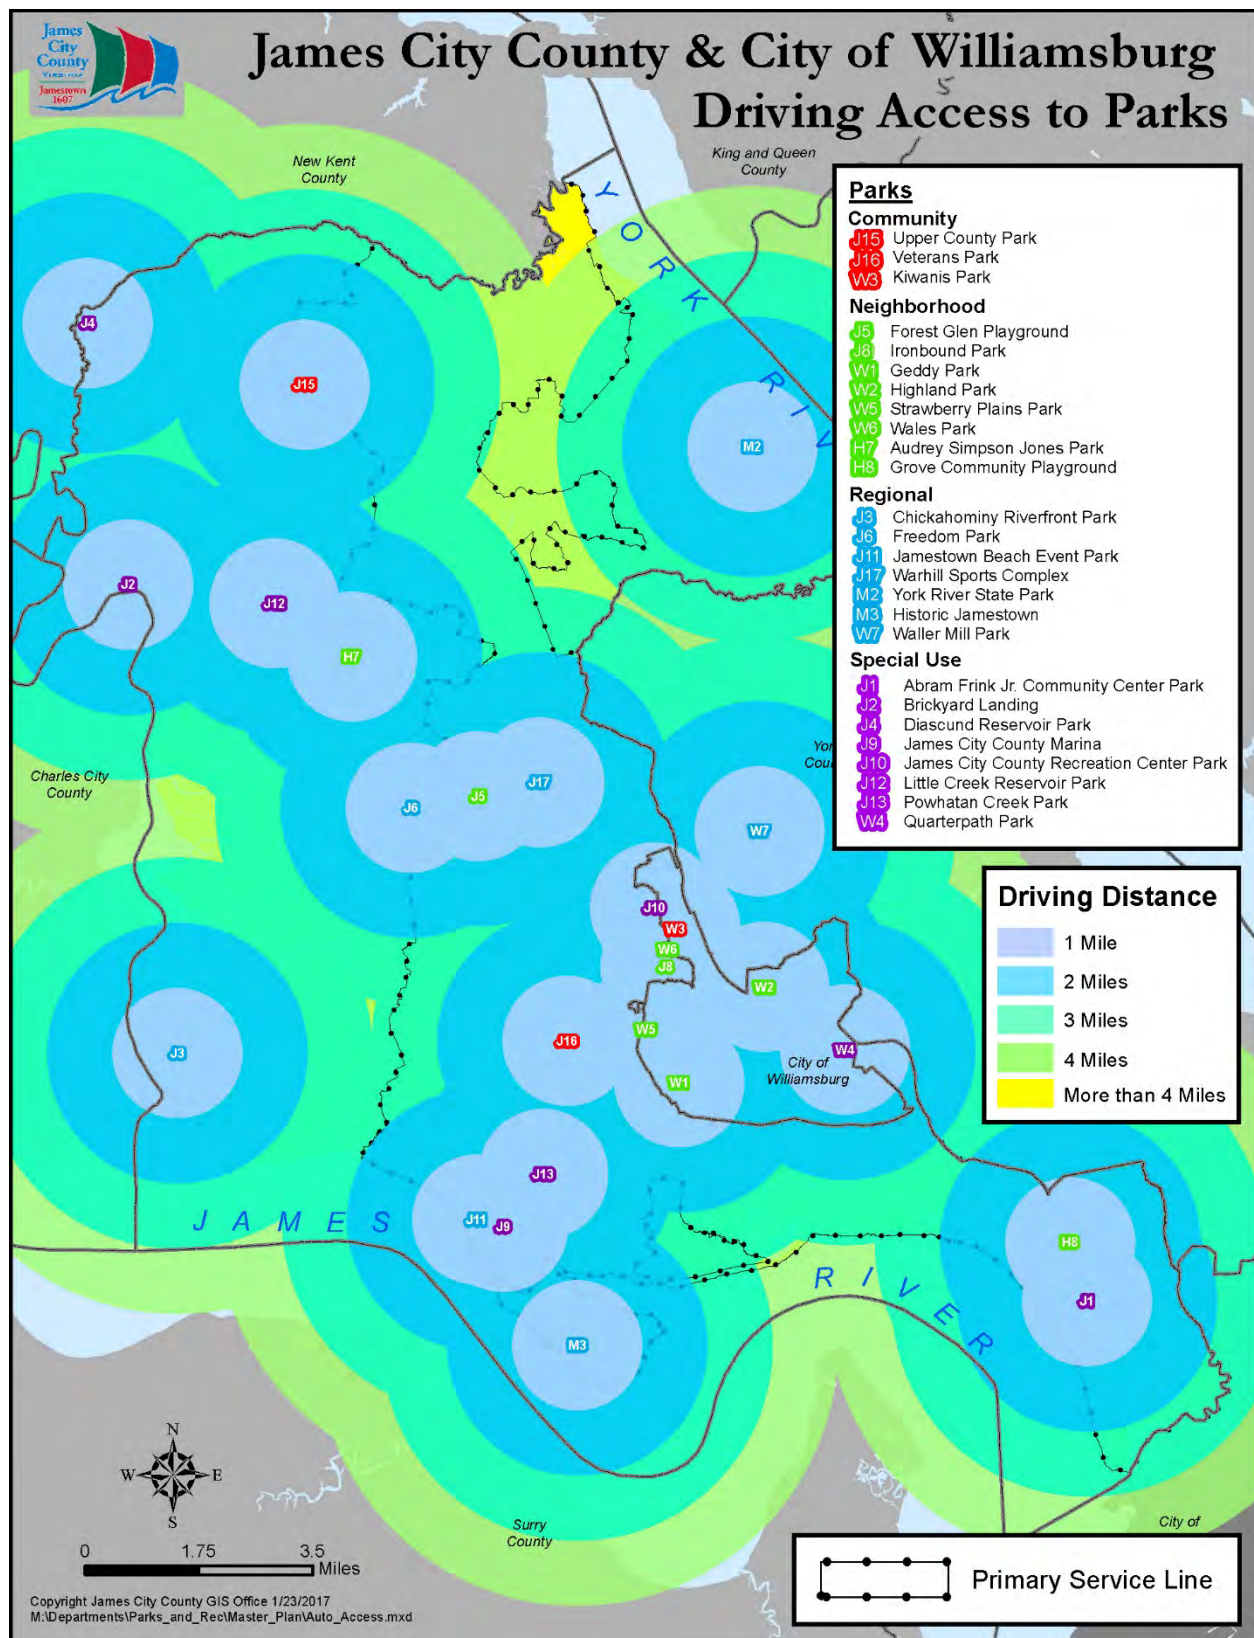 James
City
County
VIRGINIA
Jamestown
1607
James City County & City of Williamsburg
Driving Access to Parks
New Kent
County
King and Queen
County
YORK RIV
Parks
Community
J15 Upper County Park
J16 Veterans Park
W3 Kiwanis Park
Neighborhood
J5 Forest Glen Playground
J8 Ironbound Park
W1 Geddy Park
W2 Highland Park
W5 Strawberry Plains Park
W6 Wales Park
H7 Audrey Simpson Jones Park
H8 Grove Community Playground
Regional
J3 Chickahominy Riverfront Park
J6 Freedom Park
J11 Jamestown Beach Event Park
J17 Warhill Sports Complex
M2 York River State Park
M3 Historic Jamestown
W7 Waller Mill Park
Special Use
J1 Abram Frink Jr. Community Center Park
J2 Brickyard Landing
J4 Diascund Reservoir Park
J9 James City County Marina
J10 James City County Recreation Center Park
J12 Little Creek Reservoir Park
J13 Powhatan Creek Park
W4 Quarterpath Park
J4
J15
M2
J2
J12
H7
Yor
Cou
Charles City
County
J6
J5
J17
W7
J10
W3
W6
J8
W2
W5
J16
J3
W4
City of
Williamsburg
W1
Driving Distance
1 Mile
2 Miles
3 Miles
4 Miles
More than 4 Miles
J13
J11
J9
JAMES
RIVER
H8
J1
M3
N
W E
S
Surry
County
City of
0 1.75 3.5
Miles
Primary Service Line
Copyright James City County GIS Office 1/23/2017
M:\Departments\Parks_and_Rec\Master_Plan\Auto_Access.mxd